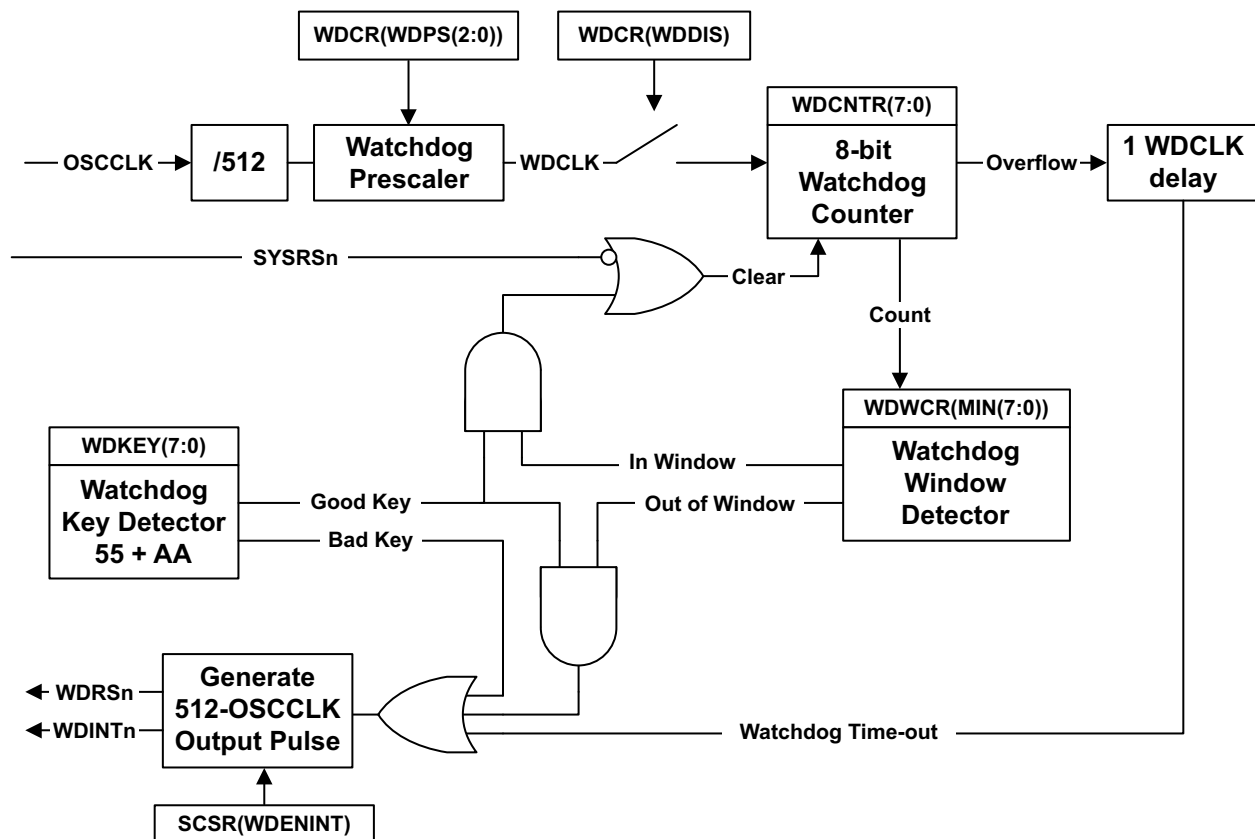 WDCR(WDPS(2:0))
WDCR(WDDIS)
WDCNTR(7:0)
OSCCLK
/512
Watchdog
Prescaler
WDCLK
8-bit
Watchdog
Counter
Overflow
1 WDCLK
delay
SYSRSn
Clear
Count
WDWCR(MIN(7:0))
Watchdog
Window
Detector
WDKEY(7:0)
Watchdog
Key Detector
55 + AA
In Window
Good Key
Out of Window
Bad Key
WDRSn
WDINTn
Generate
512-OSCCLK
Output Pulse
Watchdog Time-out
SCSR(WDENINT)